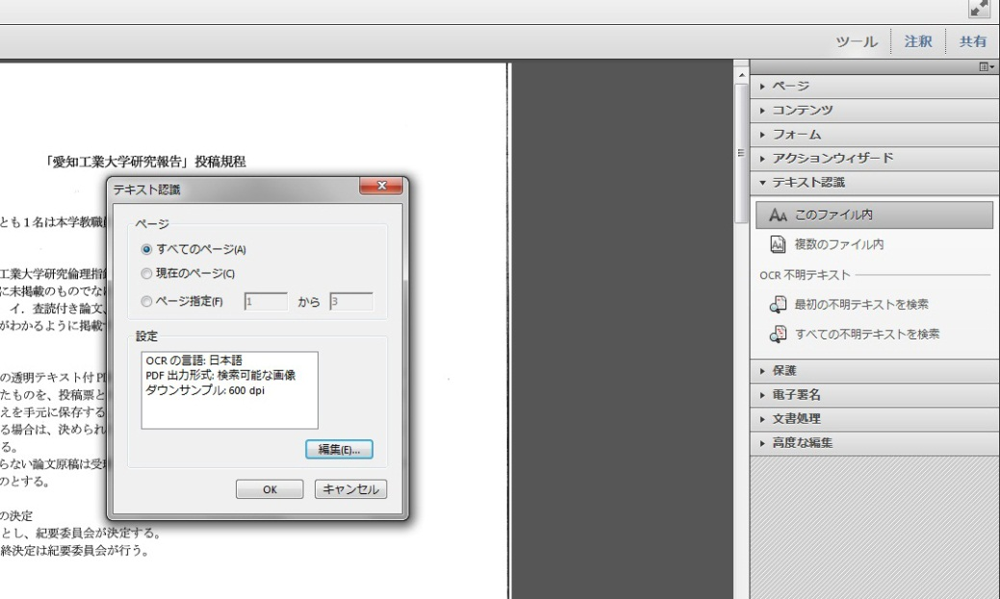 ツール
注釈
共有
ページ
コンテンツ
フォーム
アクションウィザード
テキスト認識
このファイル内
複数のファイル内
OCR 不明テキスト
最初の不明テキストを検索
すべての不明テキストを検索
保護
電子署名
文書処理
高度な編集
「愛知工業大学研究報告」投稿規程
とも1名は本学教職
工業大学研究倫理指
に未掲載のものでな
イ．査読付き論文、
がわかるように掲載
の透明テキスト付P
たものを、投稿票と
えを手元に保存する
る場合は、決められ
る。
らない論文原稿は受
のとする。
の決定
とし、紀要委員会が決定する。
終決定は紀要委員会が行う。
テキスト認識
ページ
すべてのページ(A)
現在のページ(C)
ページ指定(F) 1 から 3
設定
OCR の言語: 日本語
PDF 出力形式: 検索可能な画像
ダウンサンプル: 600 dpi
編集(E)...
OK キャンセル